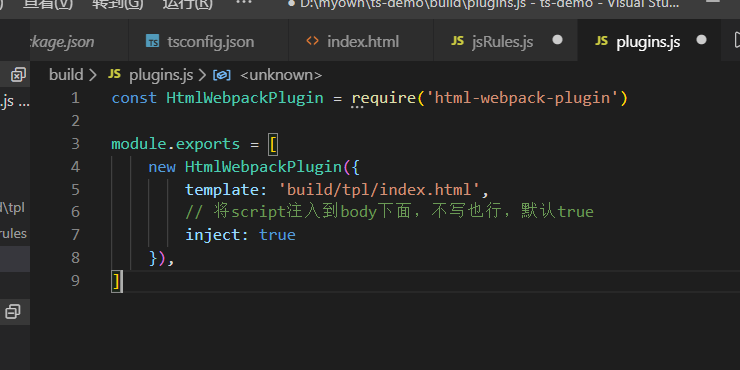 查看(V) 转到(G) 运行(R) ··· ● D:\myown\ts-demo\build\plugins.js - ts-demo - Visual Stu...
ckage.json TS tsconfig.json <> index.html JS jsRules.js ● JS plugins.js ●
build > JS plugins.js > <unknown>
.js ...
1 const HtmlWebpackPlugin = require('html-webpack-plugin')
2
3 module.exports = [
4 new HtmlWebpackPlugin({
5 template: 'build/tpl/index.html',
d\tpl
6 // 将script注入到body下面，不写也行，默认true
rules
7 inject: true
8 }),
9 ]